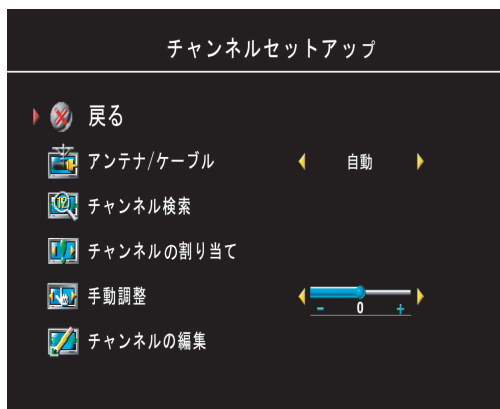 チャンネルセットアップ
戻る
アンテナ/ケーブル 自動
チャンネル検索
チャンネルの割り当て
手動調整
- 0 +
チャンネルの編集